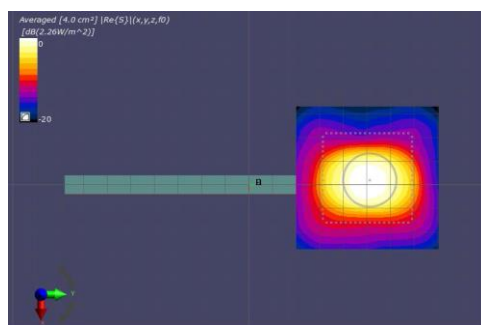 Averaged [4.0 cm²] |Re{S}|(x,y,z,f0)
[dB(2.26W/m^2)]
0
-20
Y